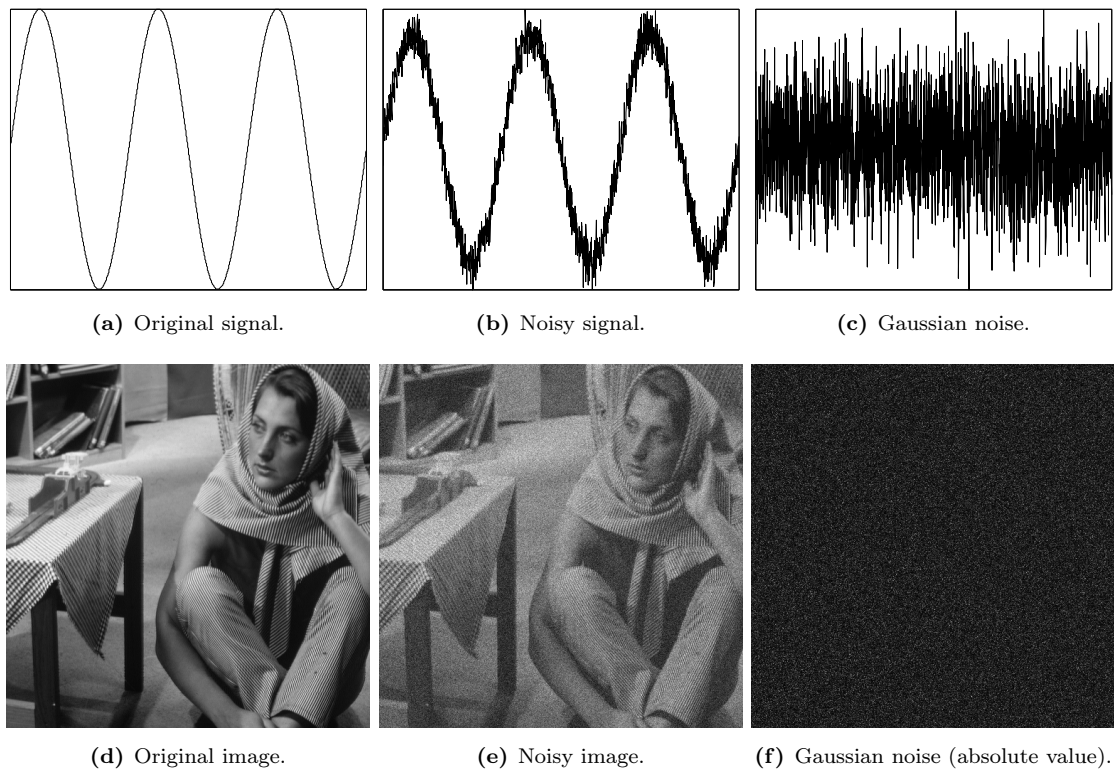 (a) Original signal.
(b) Noisy signal.
(c) Gaussian noise.
(d) Original image.
(e) Noisy image.
(f) Gaussian noise (absolute value).